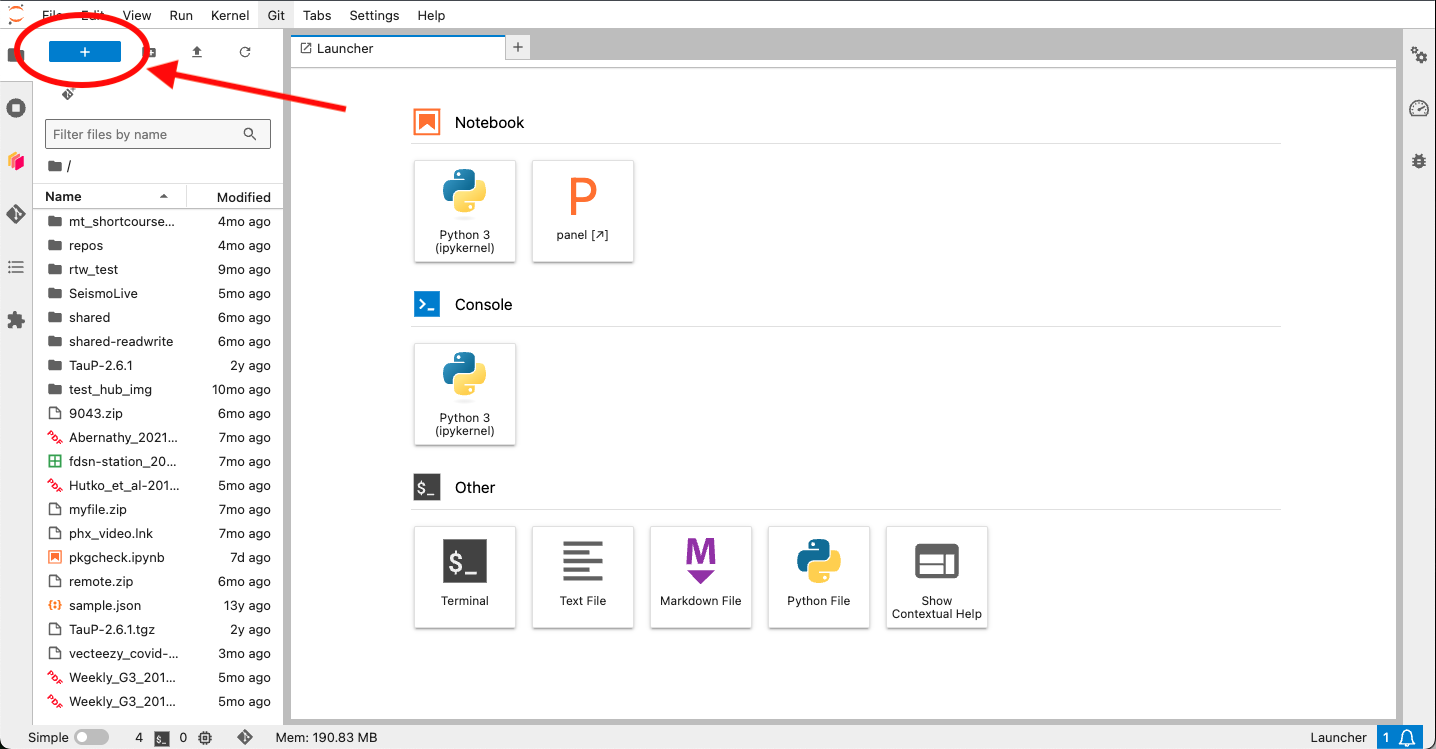 File Edit View Run Kernel Git Tabs Settings Help
+
Launcher +
Filter files by name
/
Name Modified
mt_shortcourse... 4mo ago
repos 4mo ago
rtw_test 9mo ago
SeismoLive 5mo ago
shared 6mo ago
shared-readwrite 6mo ago
TauP-2.6.1 2y ago
test_hub_img 10mo ago
9043.zip 6mo ago
Abernathy_2021... 7mo ago
fdsn-station_20... 7mo ago
Hutko_et_al-201... 5mo ago
myfile.zip 7mo ago
phx_video.lnk 7mo ago
pkgcheck.ipynb 7d ago
remote.zip 6mo ago
sample.json 13y ago
TauP-2.6.1.tgz 2y ago
vecteezy_covid-... 3mo ago
Weekly_G3_201... 5mo ago
Weekly_G3_201... 5mo ago
Notebook
Python 3
(ipykernel)
P
panel [↗]
Console
Python 3
(ipykernel)
$_ Other
$_
Terminal
Text File
M
Markdown File
Python File
Show
Contextual Help
Simple 4 $_ 0 Mem: 190.83 MB Launcher 1